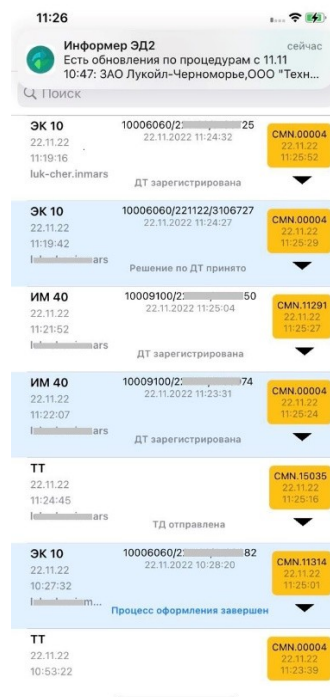 11:26
Информер ЭД2 сейчас
Есть обновления по процедурам с 11.11
10:47: ЗАО Лукойл-Черноморье,ООО "Техн...
Поиск
ЭК 10 10006060/2 25
22.11.22 22.11.2022 11:24:32
11:19:16
luk-cher.inmars
ДТ зарегистрирована
CMN.00004
22.11.22
11:25:52
ЭК 10 10006060/221122/3106727
22.11.22 22.11.2022 11:24:27
11:19:42
ars
Решение по ДТ принято
CMN.00004
22.11.22
11:25:29
ИМ 40 10009100/2 50
22.11.22 22.11.2022 11:25:04
11:21:52
ars
ДТ зарегистрирована
CMN.11291
22.11.22
11:25:27
ИМ 40 10009100/2 74
22.11.22 22.11.2022 11:23:31
11:22:07
ars
ДТ зарегистрирована
CMN.00004
22.11.22
11:25:24
ТТ
22.11.22
11:24:45
ars
ТД отправлена
CMN.15035
22.11.22
11:25:16
ЭК 10 10006060/2 82
22.11.22 22.11.2022 10:28:20
10:27:32
m...
Процесс оформления завершен
CMN.11314
22.11.22
11:25:01
ТТ
22.11.22
10:53:22
CMN.00004
22.11.22
11:23:39